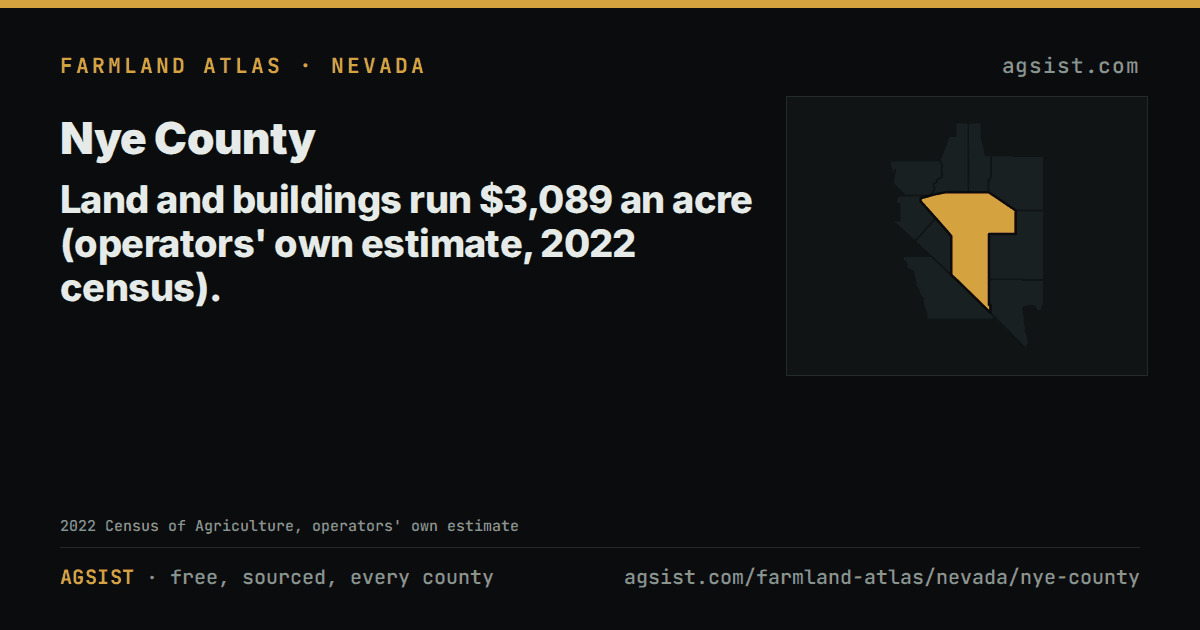 FARMLAND ATLAS · NEVADA
agsist.com
Nye County
Land and buildings run $3,089 an acre
(operators' own estimate, 2022
census).
2022 Census of Agriculture, operators' own estimate
AGSIST · free, sourced, every county
agsist.com/farmland-atlas/nevada/nye-county